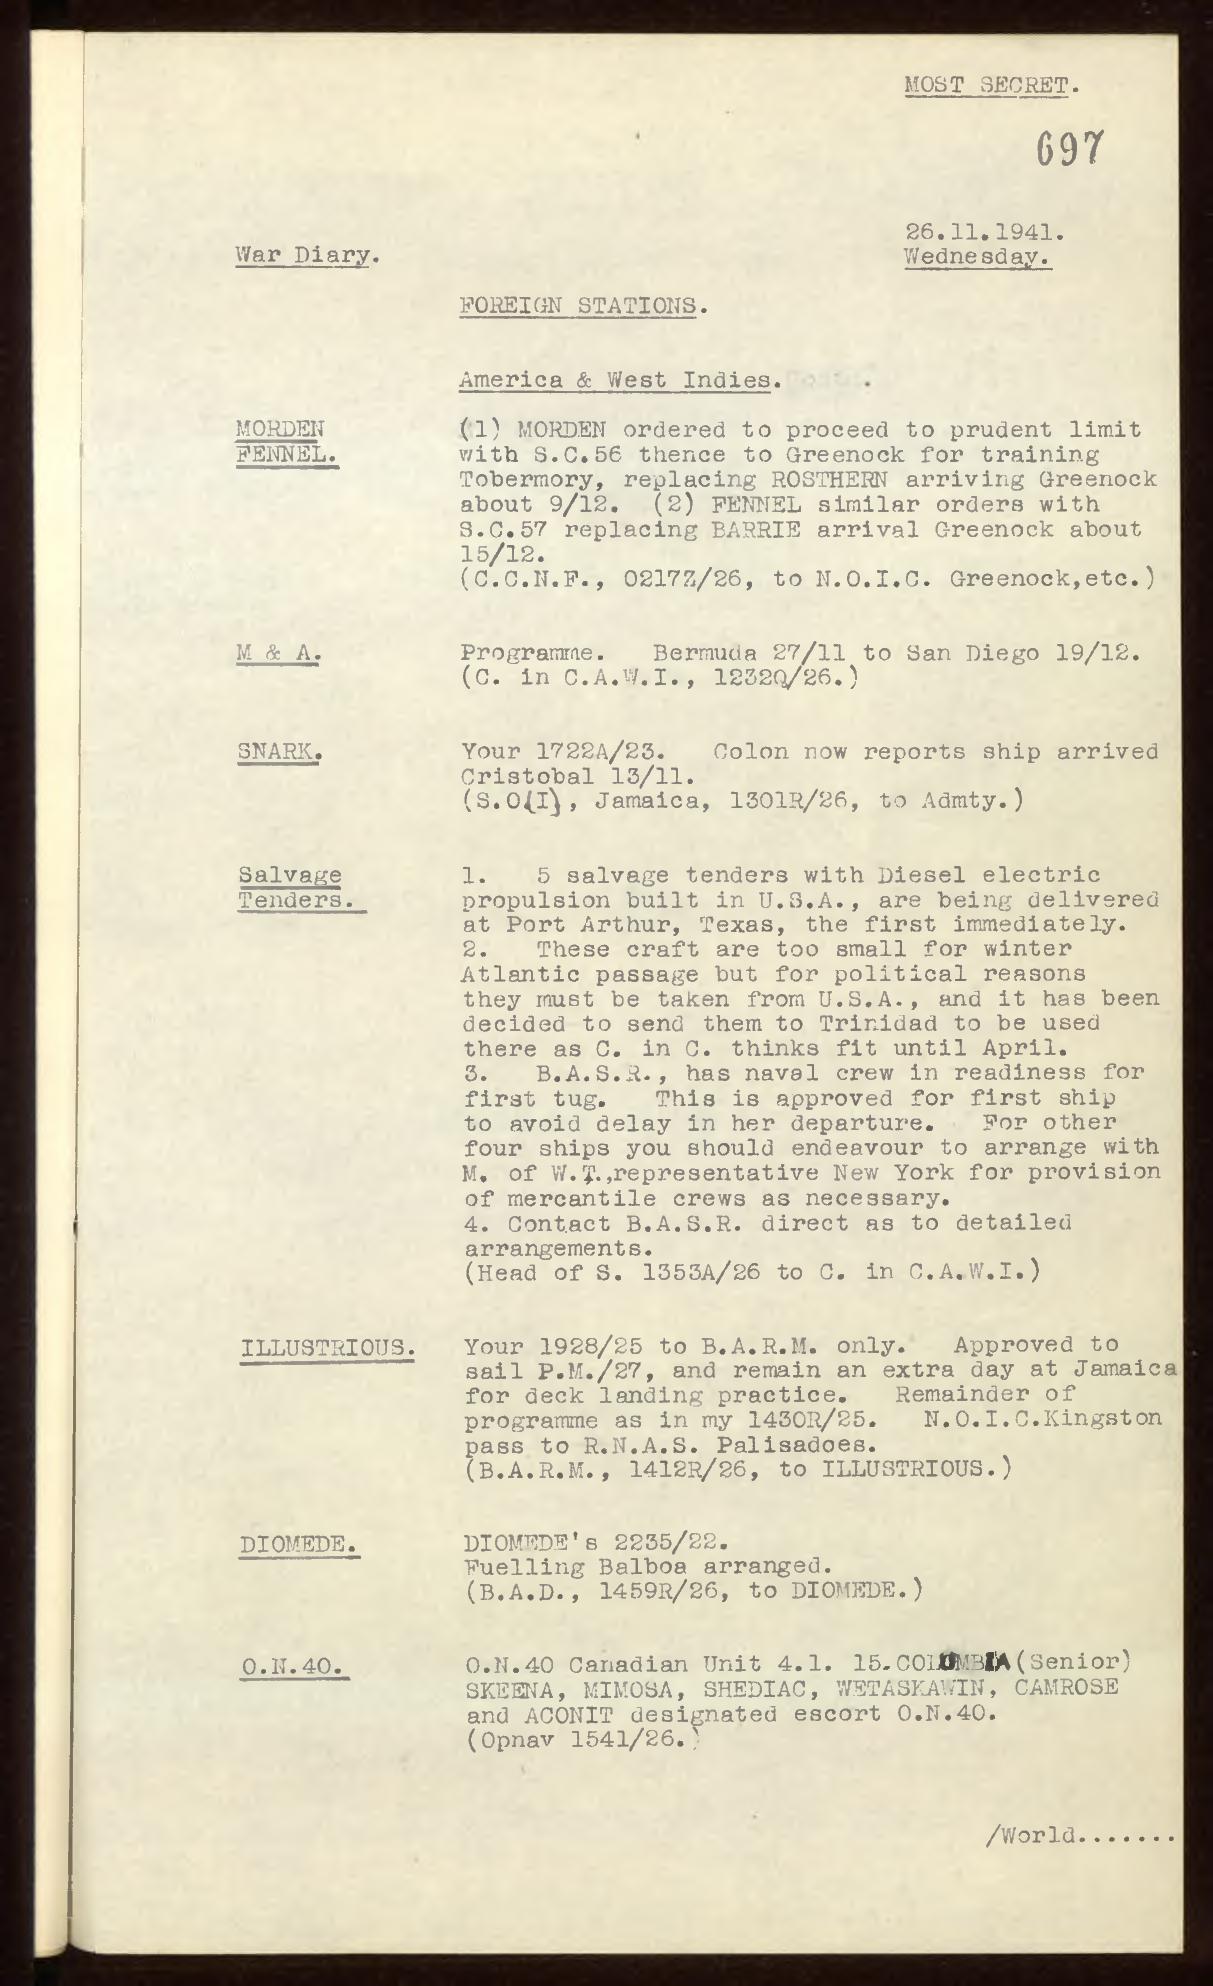 MOST SECRET.
697
26.11.1941.
War Diary.
Wednesday.
FOREIGN STATIONS.
America & West Indies.
MORDEN
FENNEL.
(1) MORDEN ordered to proceed to prudent limit
with S.C.56 thence to Greenock for training
Tobermory, replacing ROSTHERN arriving Greenock
about 9/12. (2) FENNEL similar orders with
S.C.57 replacing BARRIE arrival Greenock about
15/12.
(C.C.N.F., 0217Z/26, to N.O.I.C. Greenock,etc.)
M & A.
Programme. Bermuda 27/11 to San Diego 19/12.
(C. in C.A.W.I., 1232Q/26.)
SNARK.
Your 1722A/23. Colon now reports ship arrived
Cristobal 13/11.
(S.O(I), Jamaica, 1301R/26, to Admty.)
Salvage
Tenders.
1. 5 salvage tenders with Diesel electric
propulsion built in U.S.A., are being delivered
at Port Arthur, Texas, the first immediately.
2. These craft are too small for winter
Atlantic passage but for political reasons
they must be taken from U.S.A., and it has been
decided to send them to Trinidad to be used
there as C. in C. thinks fit until April.
3. B.A.S.R., has naval crew in readiness for
first tug. This is approved for first ship
to avoid delay in her departure. For other
four ships you should endeavour to arrange with
M. of W.T.,representative New York for provision
of mercantile crews as necessary.
4. Contact B.A.S.R. direct as to detailed
arrangements.
(Head of S. 1353A/26 to C. in C.A.W.I.)
ILLUSTRIOUS.
Your 1928/25 to B.A.R.M. only. Approved to
sail P.M./27, and remain an extra day at Jamaica
for deck landing practice. Remainder of
programme as in my 1430R/25. N.O.I.C.Kingston
pass to R.N.A.S. Palisadoes.
(B.A.R.M., 1412R/26, to ILLUSTRIOUS.)
DIOMEDE.
DIOMEDE's 2235/22.
Fuelling Balboa arranged.
(B.A.D., 1459R/26, to DIOMEDE.)
O.N.40.
O.N.40 Canadian Unit 4.1. 15.COLUMBIA(Senior)
SKEENA, MIMOSA, SHEDIAC, WETASKAWIN, CAMROSE
and ACONIT designated escort O.N.40.
(Opnav 1541/26.)
/World.......